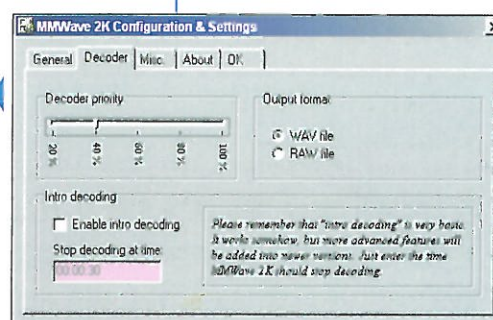 MMWave 2K Configuration & Settings
General Decoder Misc. About OK
Decoder priority
20 % 40 % 60 % 80 % 100 %
Output format
WAV file
RAW file
Intro decoding
Enable intro decoding
Stop decoding at time:
00:00:30
Please remember that "intro decoding" is very basic.
It works somehow, but more advanced features will
be added into newer versions. Just enter the time
MMWave 2K should stop decoding.